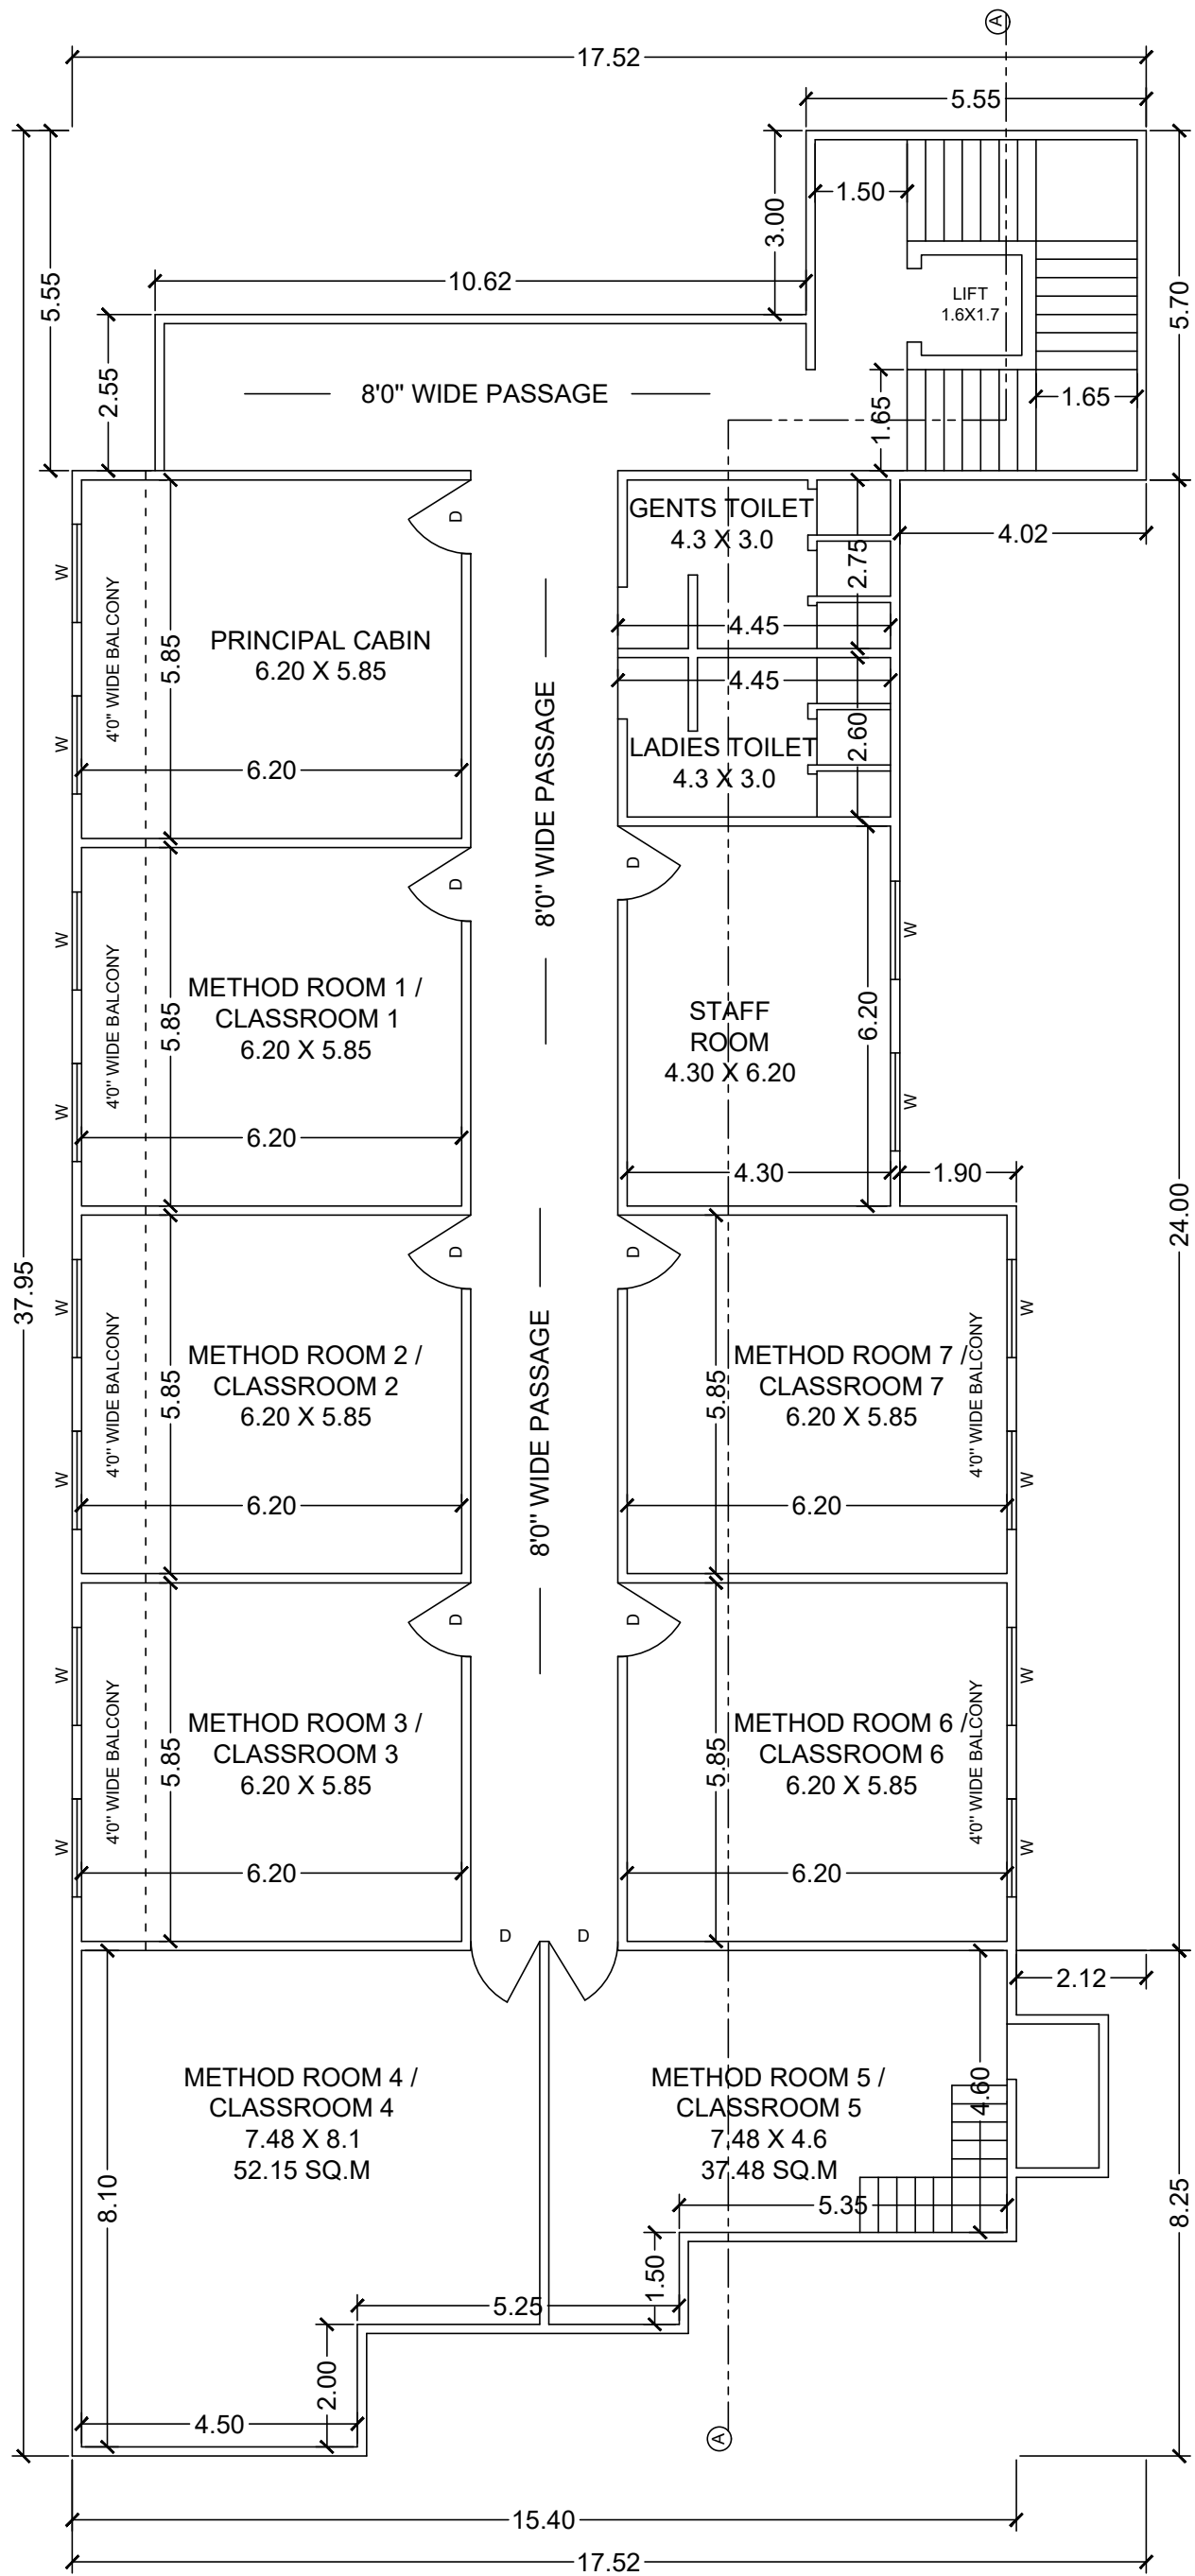 A
17.52
5.55
1.50
3.00
5.55
10.62
LIFT
1.6X1.7
5.70
2.55
8'0" WIDE PASSAGE
1.65
1.65
GENTS TOILET
4.3 X 3.0
4.02
D
W
4'0" WIDE BALCONY
5.85
PRINCIPAL CABIN
6.20 X 5.85
2.75
4.45
4.45
W
6.20
8'0" WIDE PASSAGE
LADIES TOILET
4.3 X 3.0
2.60
D
D
W
4'0" WIDE BALCONY
5.85
METHOD ROOM 1 /
CLASSROOM 1
6.20 X 5.85
W
STAFF
ROOM
4.30 X 6.20
6.20
W
W
6.20
4.30
1.90
24.00
37.95
D
D
W
4'0" WIDE BALCONY
5.85
METHOD ROOM 2 /
CLASSROOM 2
6.20 X 5.85
8'0" WIDE PASSAGE
5.85
METHOD ROOM 7 /
CLASSROOM 7
6.20 X 5.85
4'0" WIDE BALCONY
W
W
W
6.20
6.20
D
D
W
4'0" WIDE BALCONY
5.85
METHOD ROOM 3 /
CLASSROOM 3
6.20 X 5.85
5.85
METHOD ROOM 6 /
CLASSROOM 6
6.20 X 5.85
4'0" WIDE BALCONY
W
W
W
6.20
6.20
D
D
2.12
METHOD ROOM 4 /
CLASSROOM 4
7.48 X 8.1
52.15 SQ.M
METHOD ROOM 5 /
CLASSROOM 5
7.48 X 4.6
37.48 SQ.M
4.60
8.10
5.35
8.25
1.50
5.25
2.00
4.50
A
15.40
17.52